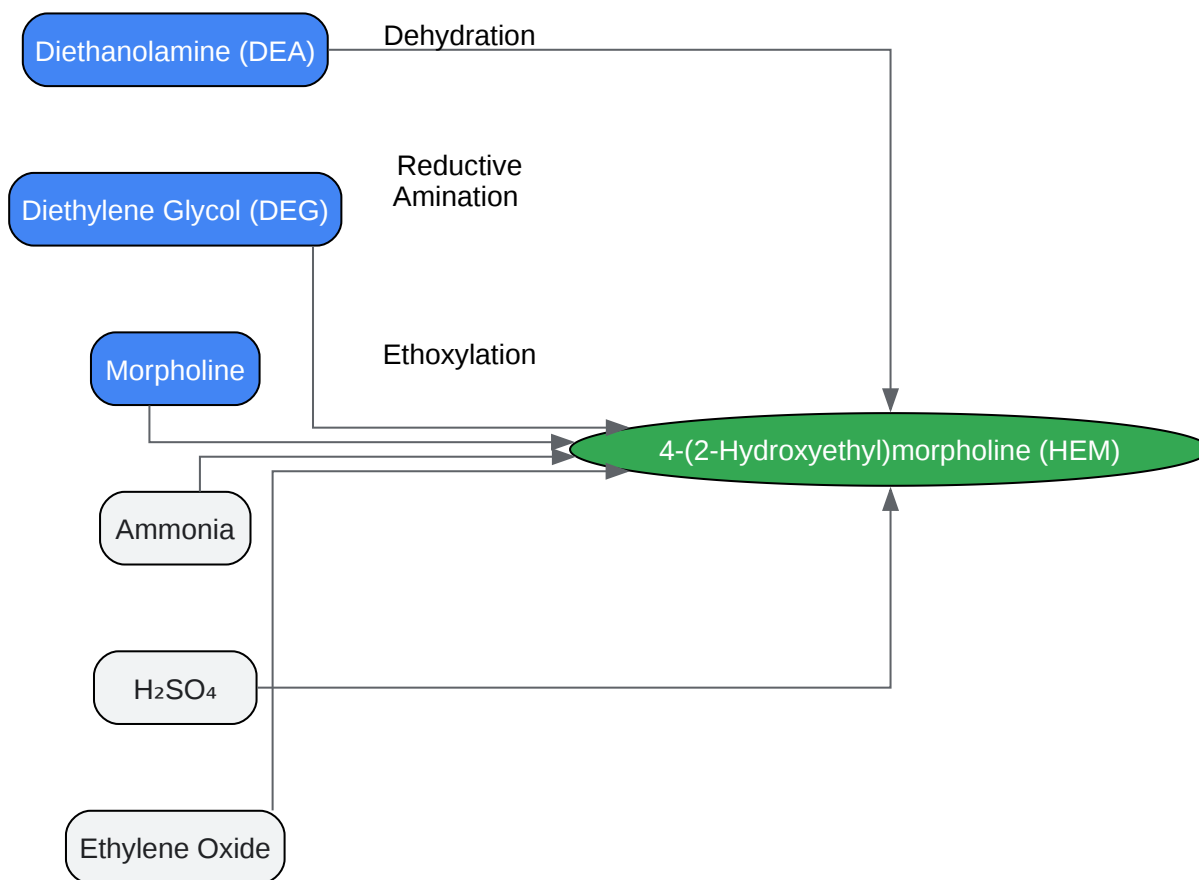 Diethanolamine (DEA)
Dehydration
Reductive
Amination
Diethylene Glycol (DEG)
Ethoxylation
Morpholine
4-(2-Hydroxyethyl)morpholine (HEM)
Ammonia
H₂SO₄
Ethylene Oxide